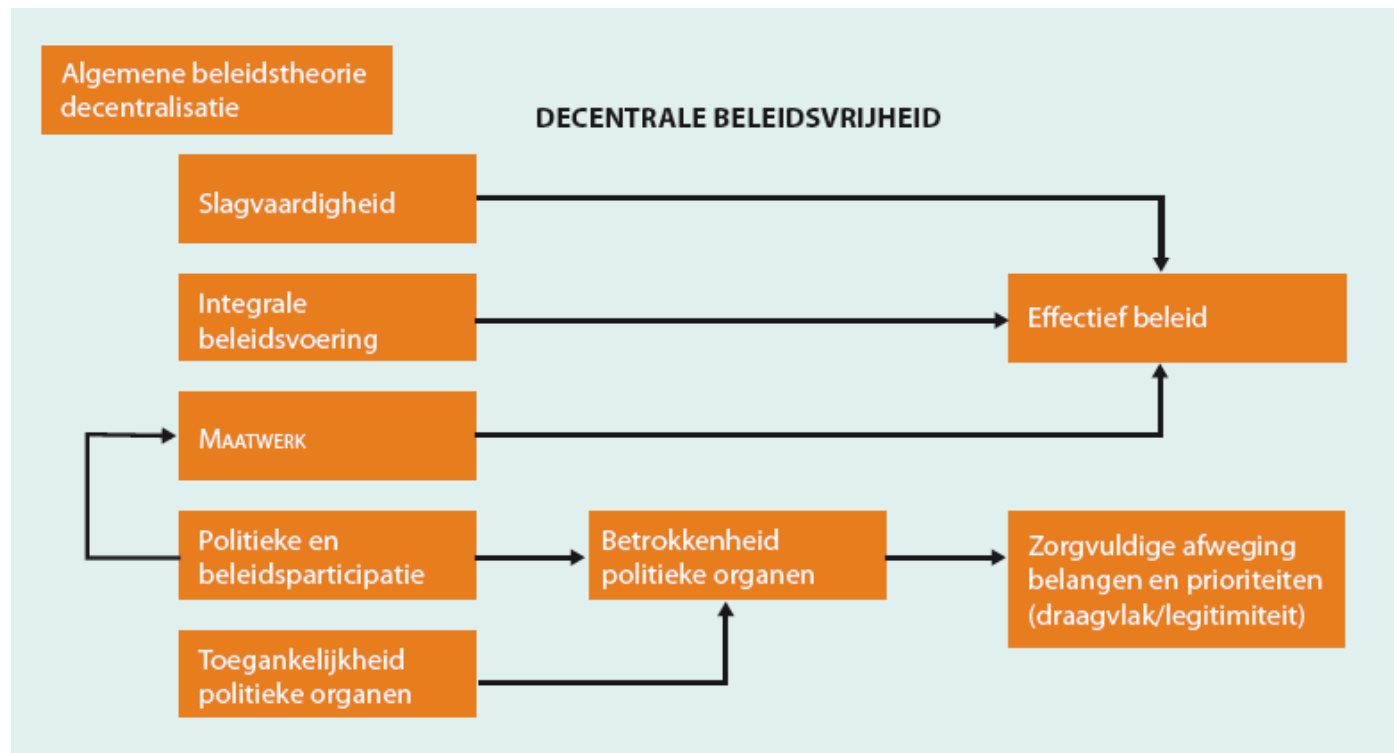 Algemene beleidstheorie
decentralisatie
DECENTRALE BELEIDSVRIJHEID
Slagvaardigheid
Integrale
beleidsvoering
Effectief beleid
MAATWERK
Politieke en
beleidsparticipatie
Betrokkenheid
politieke organen
Zorgvuldige afweging
belangen en prioriteiten
(draagvlak/legitimiteit)
Toegankelijkheid
politieke organen